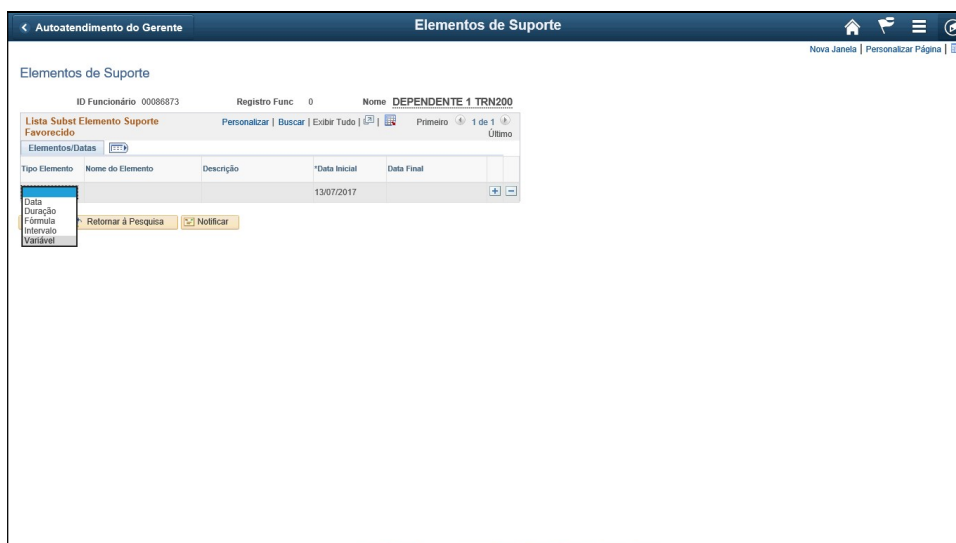 Autoatendimento do Gerente
Elementos de Suporte
Nova Janela | Personalizar Página |
Elementos de Suporte
ID Funcionário 00086873 Registro Func 0 Nome DEPENDENTE 1 TRN200
Lista Subst Elemento Suporte Favorecido
Personalizar | Buscar | Exibir Tudo | | Primeiro 1 de 1 Último
Elementos/Datas
Tipo Elemento Nome do Elemento Descrição *Data Inicial Data Final
13/07/2017
Data
Duração
Fórmula
Intervalo
Variável
Retornar à Pesquisa Notificar